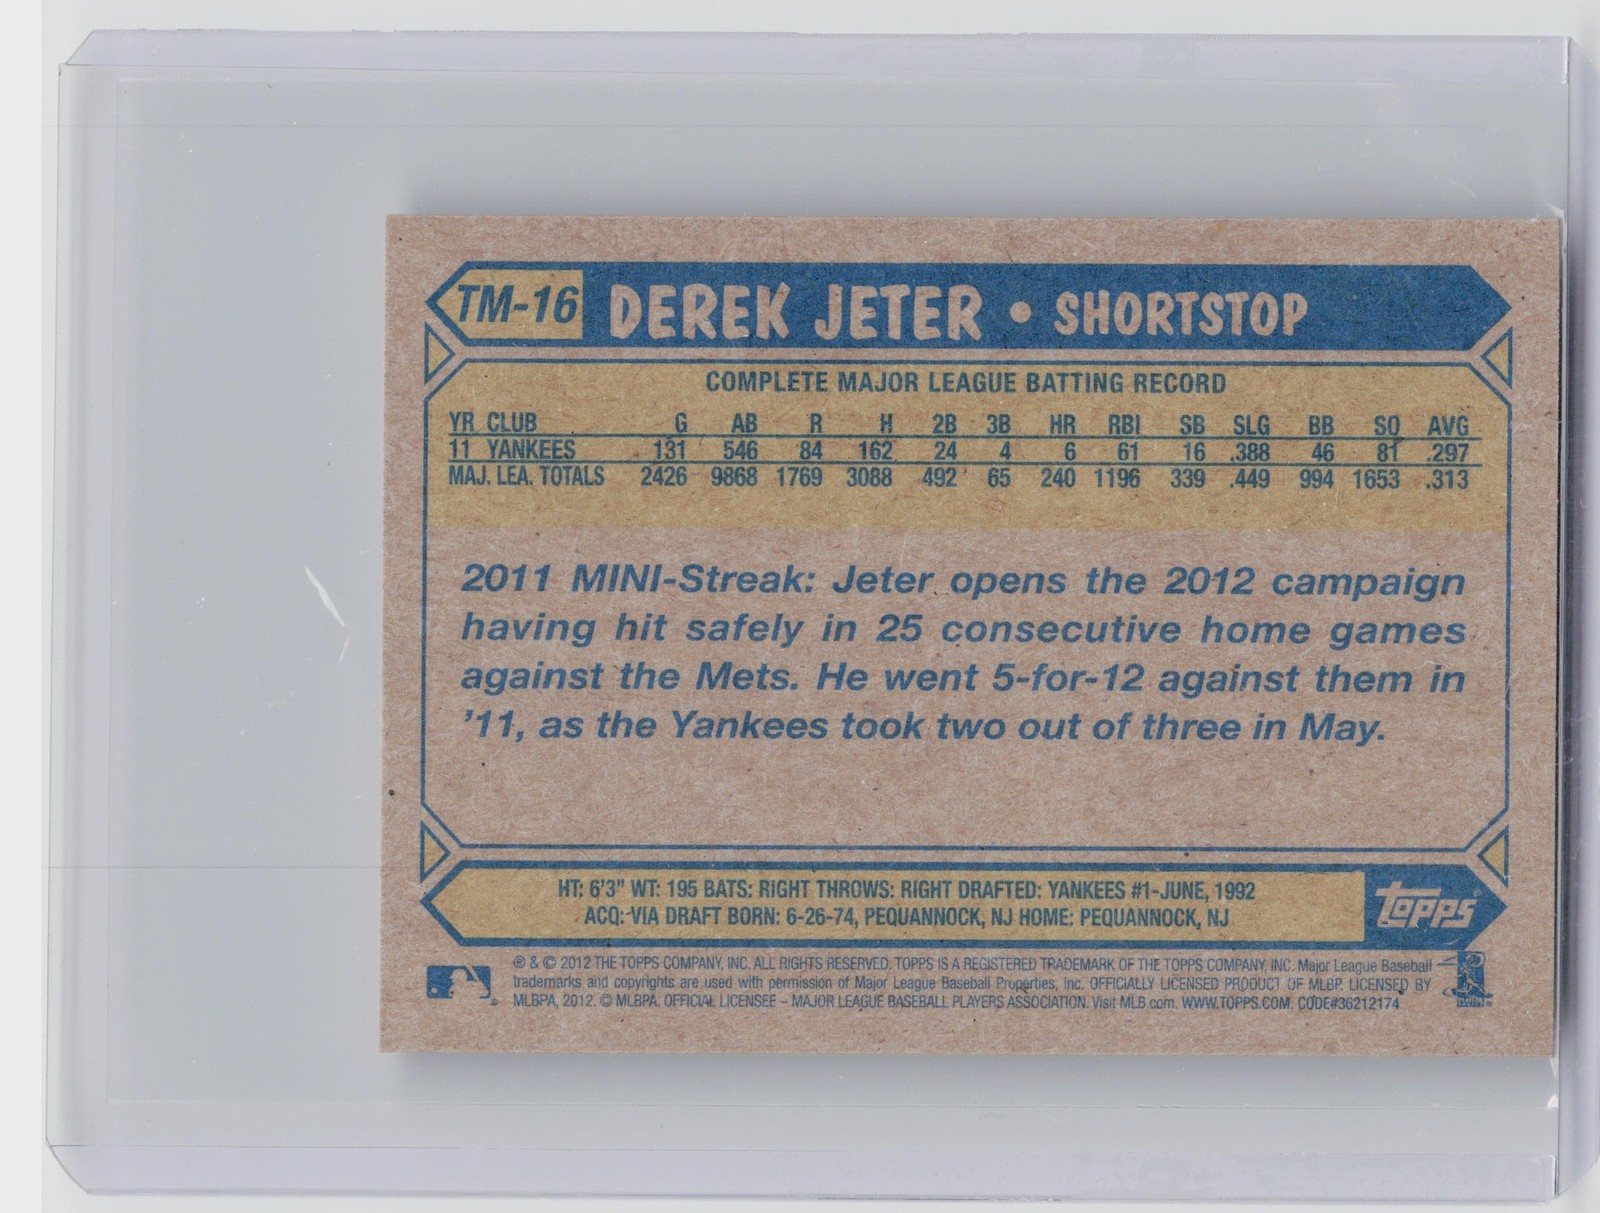 TM-16 DEREK JETER • SHORTSTOP
COMPLETE MAJOR LEAGUE BATTING RECORD
YR CLUB G AB R H 2B 3B HR RBI SB SLG BB SO AVG
11 YANKEES 131 546 84 162 24 4 6 61 16 .388 46 81 .297
MAJ. LEA. TOTALS 2426 9868 1769 3088 492 65 240 1196 339 .449 994 1653 .313
2011 MINI-Streak: Jeter opens the 2012 campaign
having hit safely in 25 consecutive home games
against the Mets. He went 5-for-12 against them in
'11, as the Yankees took two out of three in May.
HT: 6'3" WT: 195 BATS: RIGHT THROWS: RIGHT DRAFTED: YANKEES #1-JUNE, 1992
ACQ: VIA DRAFT BORN: 6-26-74, PEQUANNOCK, NJ HOME: PEQUANNOCK, NJ
Topps®
® & © 2012 THE TOPPS COMPANY, INC. ALL RIGHTS RESERVED. TOPPS IS A REGISTERED TRADEMARK OF THE TOPPS COMPANY, INC. Major League Baseball
trademarks and copyrights are used with permission of Major League Baseball Properties, Inc. OFFICIALLY LICENSED PRODUCT OF MLBP. LICENSED BY
MLBPA, 2012. © MLBPA. OFFICIAL LICENSEE – MAJOR LEAGUE BASEBALL PLAYERS ASSOCIATION. Visit MLB.com. WWW.TOPPS.COM. CODE#36212174